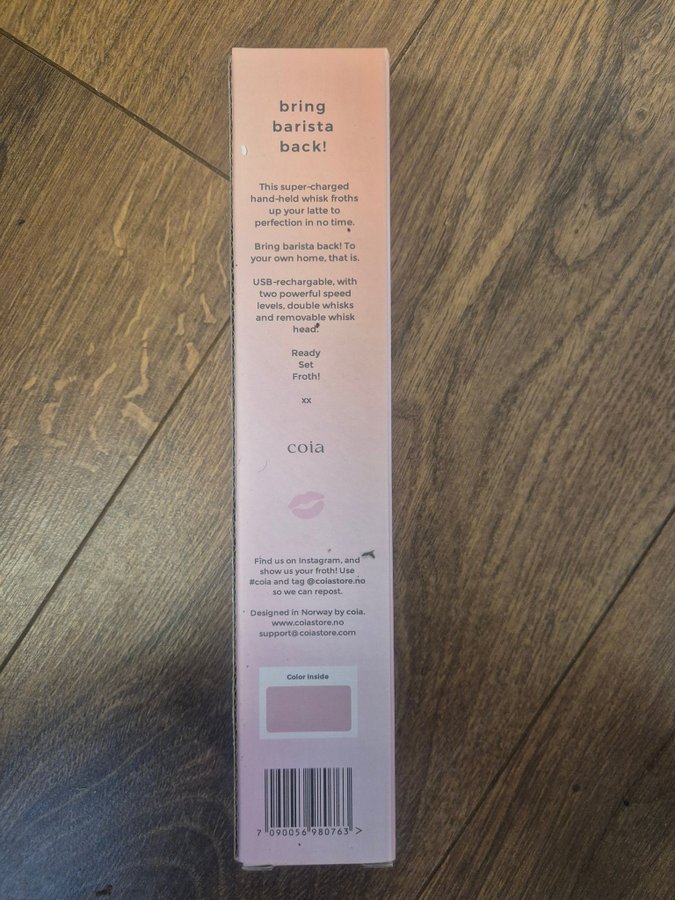 bring
barista
back!
This super-charged
hand-held whisk froths
up your latte to
perfection in no time.
Bring barista back! To
your own home, that is.
USB-rechargable, with
two powerful speed
levels, double whisks
and removable whisk
head.
Ready
Set
Froth!
xx
coia
Find us on Instagram, and
show us your froth! Use
#coia and tag @coiastore.no
so we can repost.
Designed in Norway by coia.
www.coiastore.no
support@coiastore.com
Color inside
7 090056 980763 >